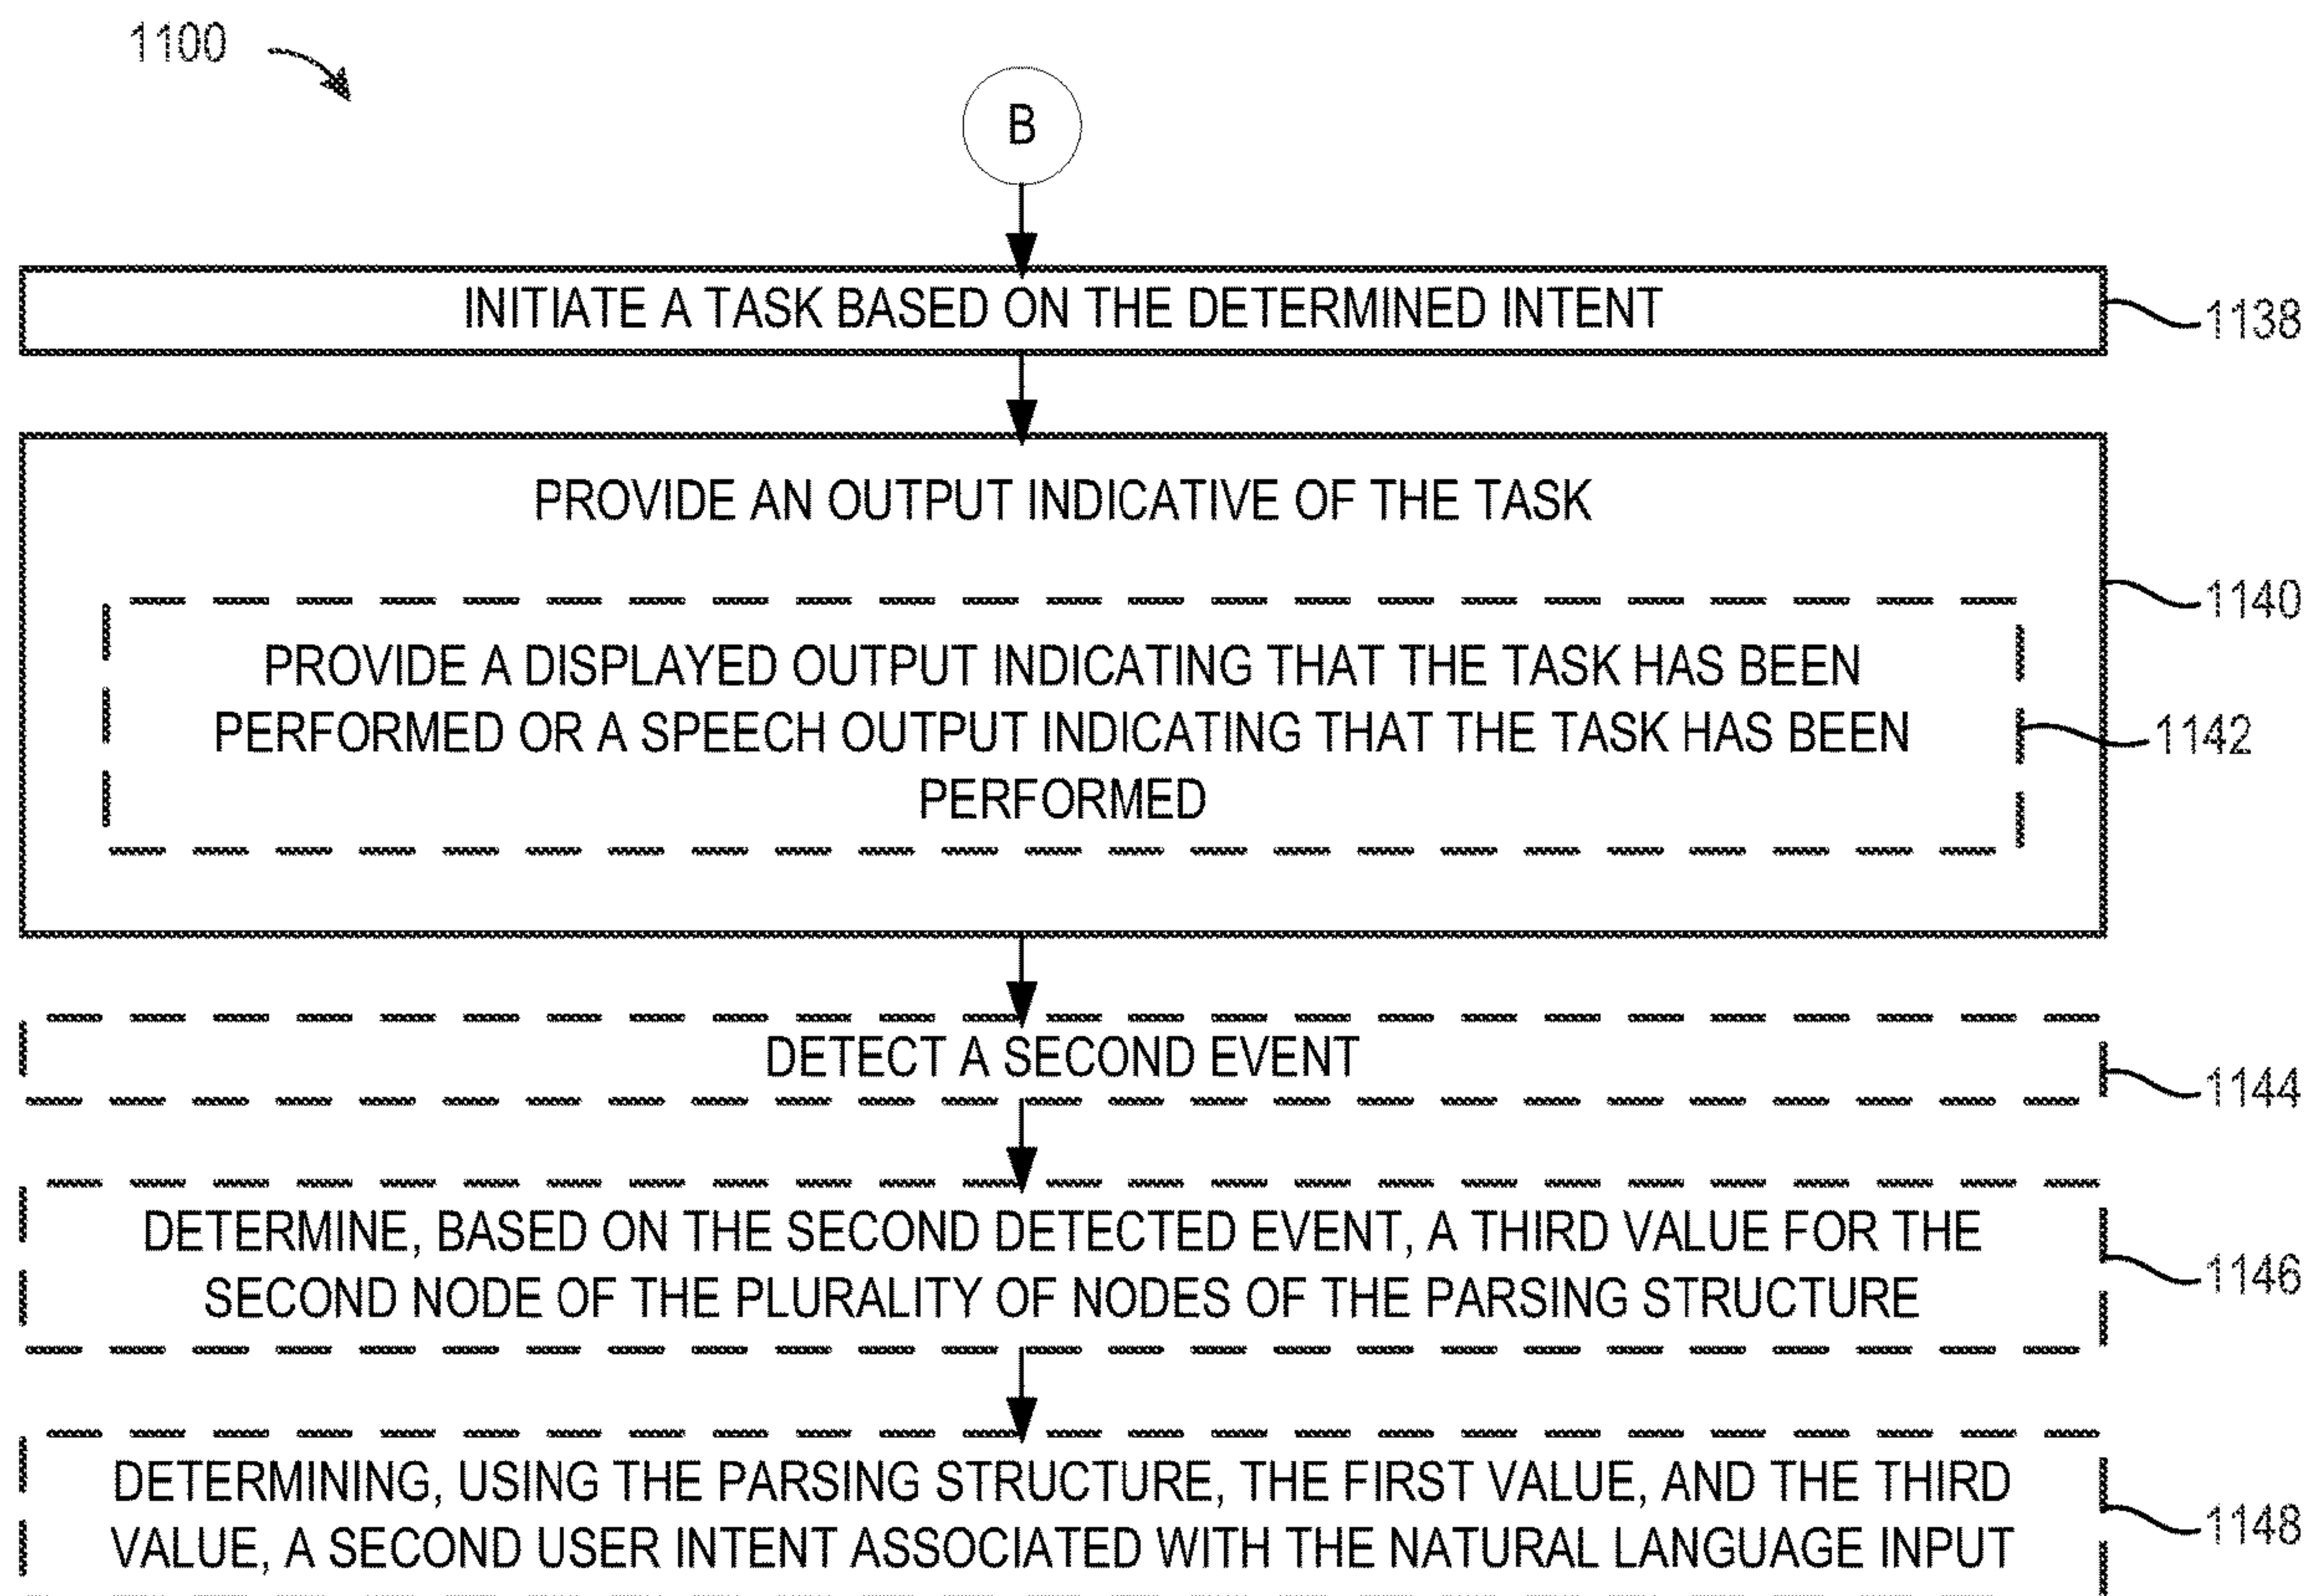 1100
B
INITIATE A TASK BASED ON THE DETERMINED INTENT
1138
PROVIDE AN OUTPUT INDICATIVE OF THE TASK
1140
PROVIDE A DISPLAYED OUTPUT INDICATING THAT THE TASK HAS BEEN
PERFORMED OR A SPEECH OUTPUT INDICATING THAT THE TASK HAS BEEN
PERFORMED
1142
DETECT A SECOND EVENT
1144
DETERMINE, BASED ON THE SECOND DETECTED EVENT, A THIRD VALUE FOR THE
SECOND NODE OF THE PLURALITY OF NODES OF THE PARSING STRUCTURE
1146
DETERMINING, USING THE PARSING STRUCTURE, THE FIRST VALUE, AND THE THIRD
VALUE, A SECOND USER INTENT ASSOCIATED WITH THE NATURAL LANGUAGE INPUT
1148